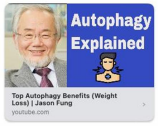 Autophagy
Explained
Top Autophagy Benefits (Weight
Loss) | Jason Fung
youtube.com